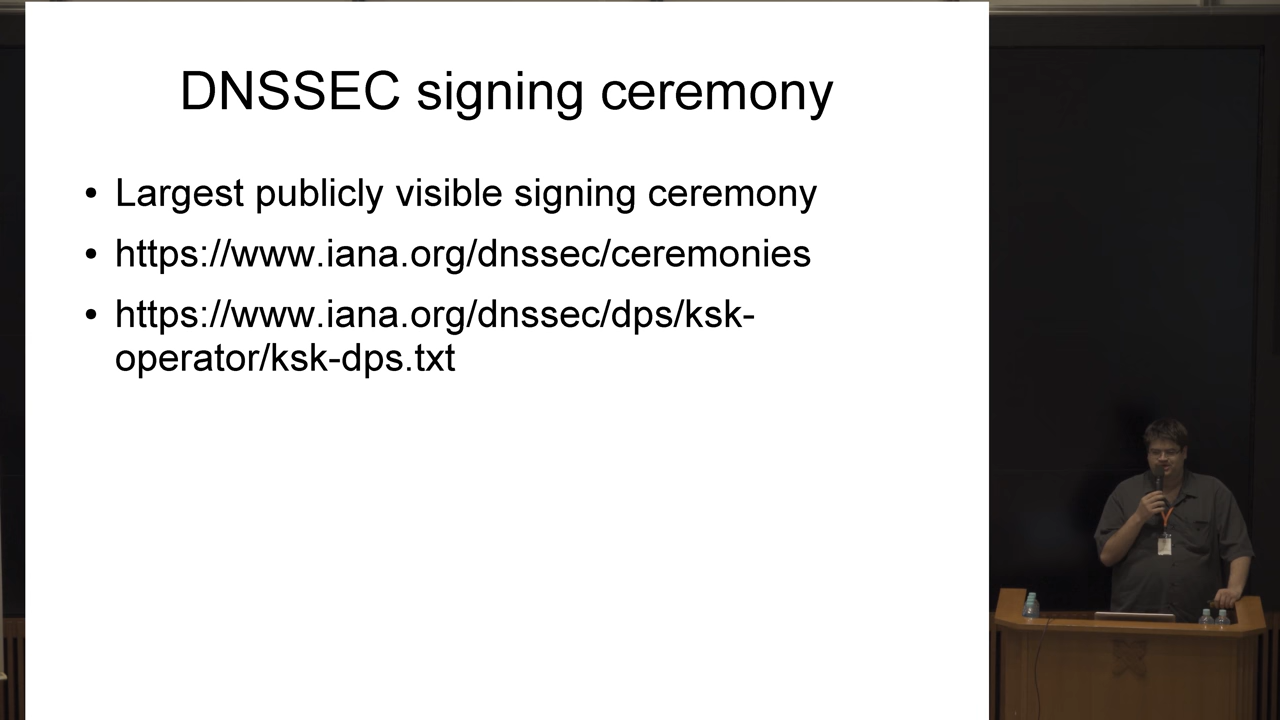 DNSSEC signing ceremony
• Largest publicly visible signing ceremony
• https://www.iana.org/dnssec/ceremonies
• https://www.iana.org/dnssec/dps/ksk-
operator/ksk-dps.txt